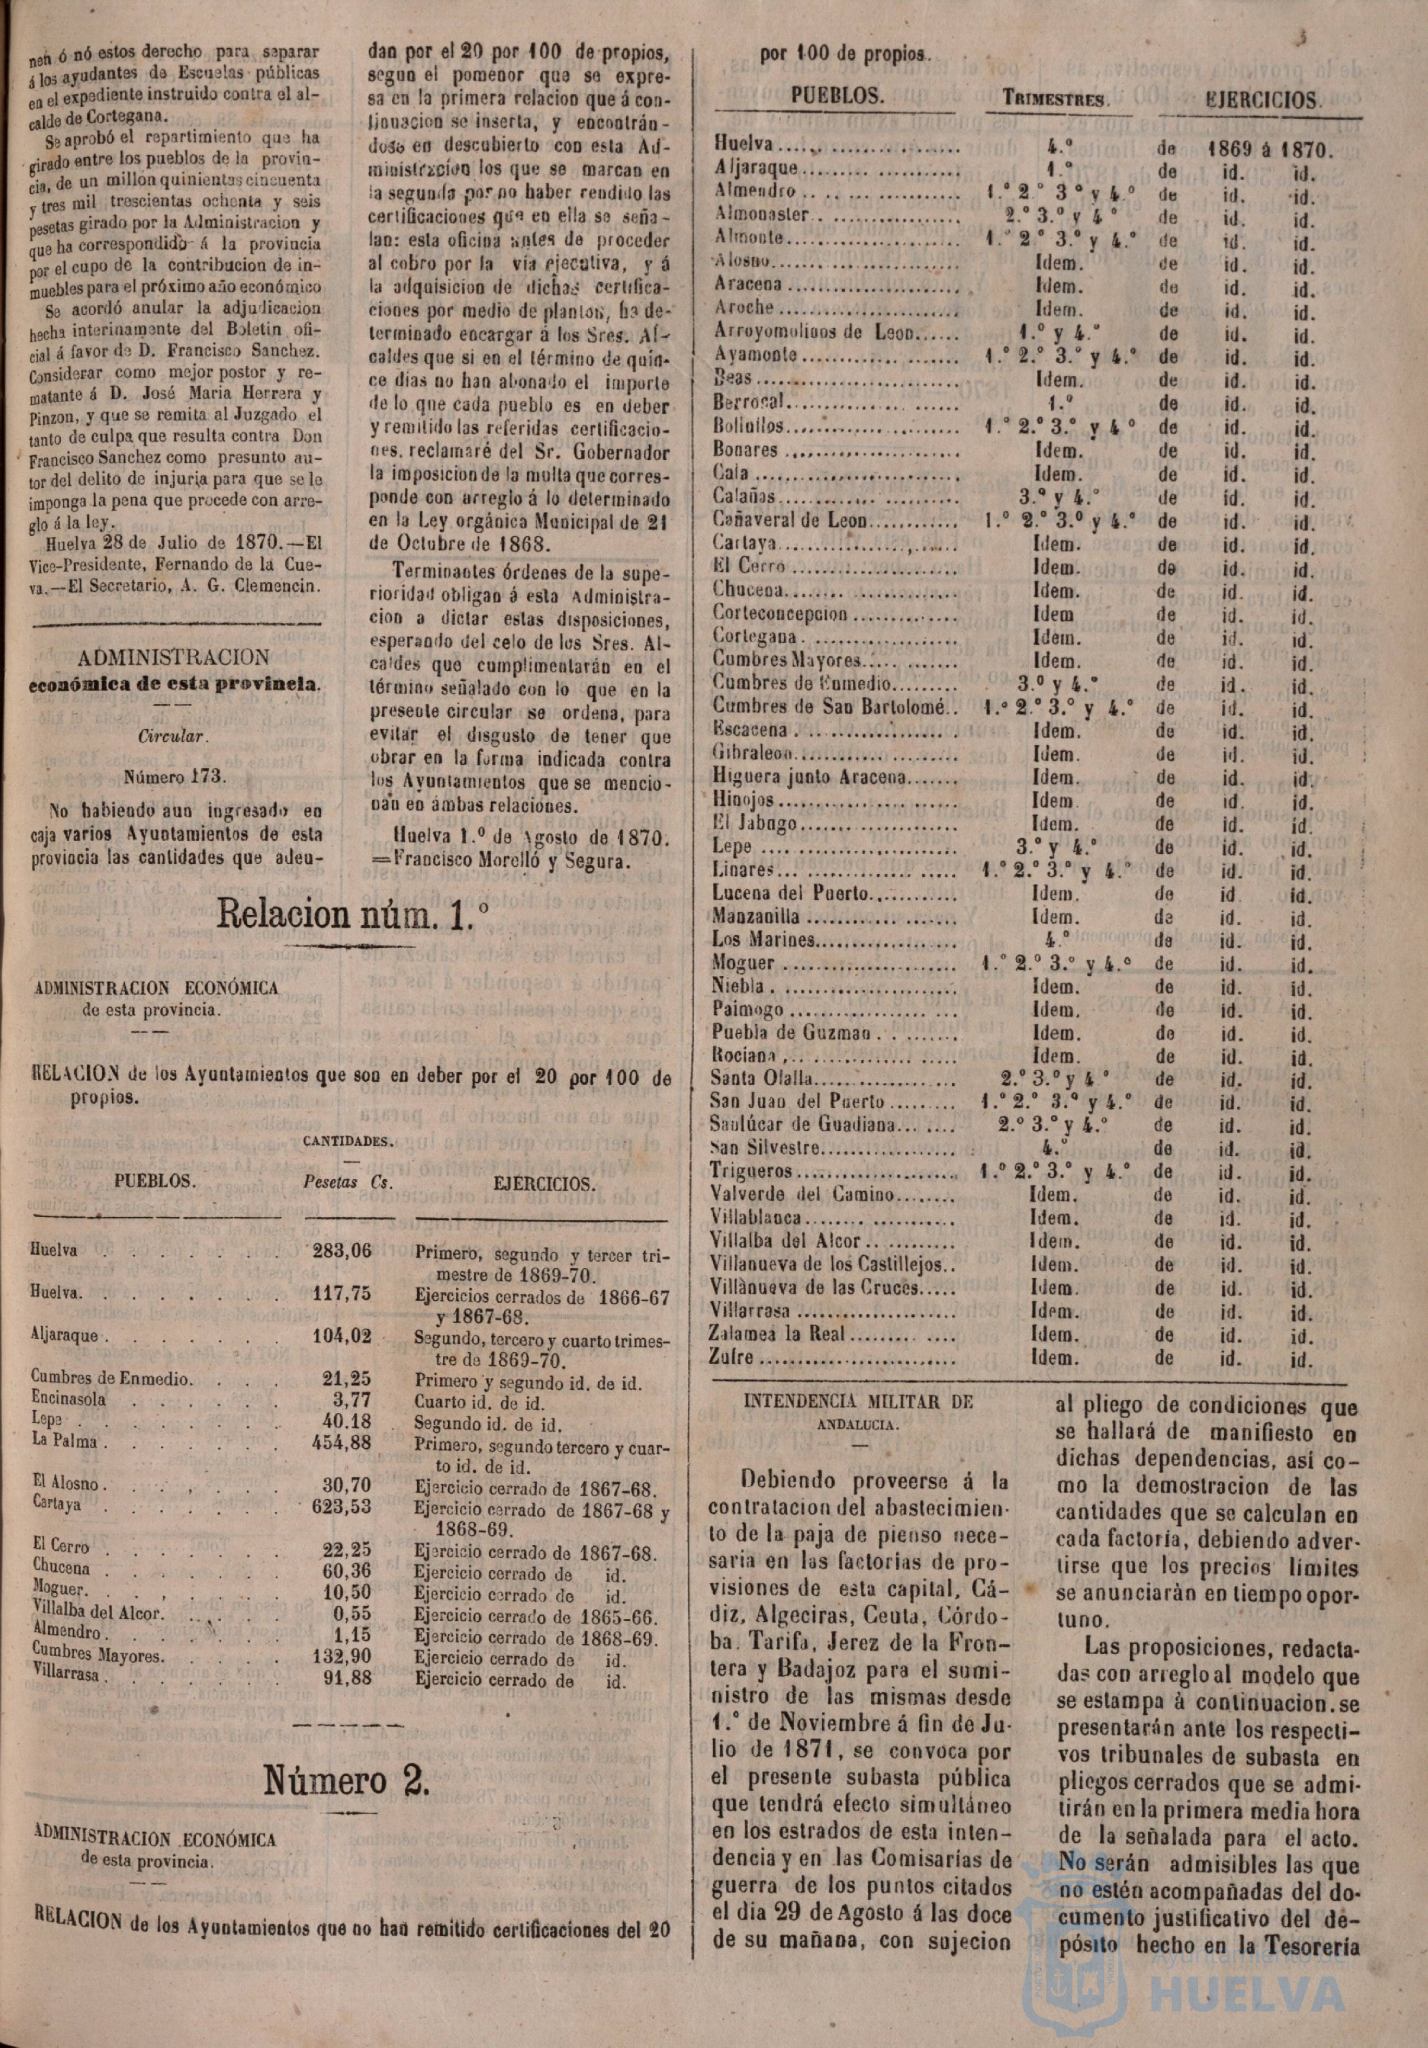 nen ó nó estos derecho para separar
á los ayudantes de Escuelas públicas
en el expediente instruido contra el al-
calde de Cortegana.
Se aprobó el repartimiento que ha
girado entre los pueblos de la provin-
cia, de un millon quinientas cincuenta
y tres mil trescientas ochenta y seis
pesetas girado por la Administracion y
que ha correspondido á la provincia
por el cupo de la contribucion de in-
muebles para el próximo año económico
Se acordó anular la adjudicacion
hecha interinamente del Boletin ofi-
cial á favor de D. Francisco Sanchez.
Considerar como mejor postor y re-
matante á D. José Maria Herrera y
Pinzon, y que se remita al Juzgado el
tanto de culpa que resulta contra Don
Francisco Sanchez como presunto au-
tor del delito de injuria para que se le
imponga la pena que procede con arre-
glo á la ley.
Huelva 28 de Julio de 1870.—El
Vice-Presidente, Fernando de la Cue-
va.—El Secretario, A. G. Clemencin.
ADMINISTRACION
económica de esta provincia.
Circular.
Número 173.
No habiendo aun ingresado en
caja varios Ayuntamientos de esta
provincia las cantidades que adeu-
dan por el 20 por 100 de propios,
segun el pomenor que se expre-
sa en la primera relacion que á con-
tinuacion se inserta, y encontrán-
dose en descubierto con esta Ad-
ministracion los que se marcan en
la segunda por no haber rendido las
certificaciones que en ella se seña-
lan: esta oficina antes de proceder
al cobro por la via ejecutiva, y á
la adquisicion de dichas certifica-
ciones por medio de planton, ha de-
terminado encargar á los Sres. Al-
caldes que si en el término de quin-
ce dias no han abonado el importe
de lo que cada pueblo es en deber
y remitido las referidas certificacio-
nes, reclamaré del Sr. Gobernador
la imposicion de la multa que corres-
ponde con arreglo á lo determinado
en la Ley orgánica Municipal de 21
de Octubre de 1868.
Terminantes órdenes de la supe-
rioridad obligan á esta Administra-
cion a dictar estas disposiciones,
esperando del celo de los Sres. Al-
caldes que cumplimentarán en el
término señalado con lo que en la
presente circular se ordena, para
evitar el disgusto de tener que
obrar en la forma indicada contra
los Ayuntamientos que se mencio-
nan en ámbas relaciones.
Huelva 1.º de Agosto de 1870.
=Francisco Morelló y Segura.
Relacion núm. 1.º
ADMINISTRACION ECONÓMICA
de esta provincia.
RELACION de los Ayuntamientos que son en deber por el 20 por 100 de
propios.
CANTIDADES.
PUEBLOS. Pesetas Cs. EJERCICIOS.
Huelva . . . . . . . 283,06 Primero, segundo y tercer tri-
mestre de 1869-70.
Huelva. . . . . . . . 117,75 Ejercicios cerrados de 1866-67
y 1867-68.
Aljaraque . . . . . . . 104,02 Segundo, tercero y cuarto trimes-
tre de 1869-70.
Cumbres de Enmedio. . . . 21,25 Primero y segundo id. de id.
Encinasola . . . . . . 3,77 Cuarto id. de id.
Lepe . . . . . . . . 40.18 Segundo id. de id.
La Palma . . . . . . . 454,88 Primero, segundo tercero y cuar-
to id. de id.
El Alosno . . . . . . . 30,70 Ejercicio cerrado de 1867-68.
Cartaya . . . . . . . 623,53 Ejercicio cerrado de 1867-68 y
1868-69.
El Cerro . . . . . . . 22,25 Ejercicio cerrado de 1867-68.
Chucena . . . . . . . 60,36 Ejercicio cerrado de id.
Moguer. . . . . . . . 10,50 Ejercicio cerrado de id.
Villalba del Alcor. . . . . 0,55 Ejercicio cerrado de 1865-66.
Almendro. . . . . . . 1,15 Ejercicio cerrado de 1868-69.
Cumbres Mayores. . . . . 132,90 Ejercicio cerrado de id.
Villarrasa . . . . . . . 91,88 Ejercicio cerrado de id.
Número 2.
ADMINISTRACION ECONÓMICA
de esta provincia.
RELACION de los Ayuntamientos que no han remitido certificaciones del 20
por 100 de propios.
PUEBLOS. TRIMESTRES. EJERCICIOS.
Huelva ........................ 4.º de 1869 á 1870.
Aljaraque ..................... 1.º de id. id.
Almendro ...................... 1.º 2.º 3º y 4.º de id. id.
Almonaster .................... 2.º 3.º y 4º de id. id.
Almonte ....................... 1.º 2.º 3.º y 4.º de id. id.
Alosno ........................ Idem. de id. id.
Aracena ....................... Idem. de id. id.
Aroche ........................ Idem. de id. id.
Arroyomolinos de Leon ......... 1.º y 4.º de id. id.
Ayamonte ...................... 1.º 2.º 3.º y 4.º de id. id.
Beas .......................... Idem. de id. id.
Berrocal ...................... 1.º de id. id.
Bollullos ..................... 1.º 2.º 3.º y 4º de id. id.
Bonares ....................... Idem. de id. id.
Cala .......................... Idem. de id. id.
Calañas ....................... 3.º y 4.º de id. id.
Cañaveral de Leon ............. 1.º 2.º 3.º y 4.º de id. id.
Cartaya ....................... Idem. de id. id.
El Cerro ...................... Idem. de id. id.
Chucena ....................... Idem. de id. id.
Corteconcepcion ............... Idem de id. id.
Cortegana ..................... Idem. de id. id.
Cumbres Mayores ............... Idem. de id. id.
Cumbres de Enmedio ............ 3.º y 4.º de id. id.
Cumbres de San Bartolomé.. 1.º 2.º 3.º y 4.º de id. id.
Escacena ...................... Idem. de id. id.
Gibraleon ..................... Idem. de id. id.
Higuera junto Aracena ......... Idem. de id. id.
Hinojos ....................... Idem. de id. id.
El Jabugo ..................... Idem. de id. id.
Lepe .......................... 3.º y 4.º de id. id.
Linares ....................... 1.º 2.º 3.º y 4.º de id. id.
Lucena del Puerto ............. Idem. de id. id.
Manzanilla .................... Idem. de id. id.
Los Marines ................... 4.º de id. id.
Moguer ........................ 1.º 2.º 3.º y 4.º de id. id.
Niebla ........................ Idem. de id. id.
Paimogo ....................... Idem. de id. id.
Puebla de Guzman .............. Idem. de id. id.
Rociana ....................... Idem. de id. id.
Santa Olalla .................. 2.º 3.º y 4º de id. id.
San Juan del Puerto ........... 1.º 2.º 3.º y 4.º de id. id.
Sanlúcar de Guadiana .......... 2.º 3.º y 4.º de id. id.
San Silvestre ................. 4.º de id. id.
Trigueros ..................... 1.º 2.º 3.º y 4.º de id. id.
Valverde del Camino ........... Idem. de id. id.
Villablanca ................... Idem. de id. id.
Villalba del Alcor ............ Idem. de id. id.
Villanueva de los Castillejos.. Idem. de id. id.
Villanueva de las Cruces ...... Idem. de id. id.
Villarrasa .................... Idem. de id. id.
Zalamea la Real ............... Idem. de id. id.
Zufre ......................... Idem. de id. id.
INTENDENCIA MILITAR DE
ANDALUCIA.
Debiendo proveerse á la
contratacion del abastecimien-
to de la paja de pienso nece-
saria en las factorias de pro-
visiones de esta capital, Cá-
diz, Algeciras, Ceuta, Córdo-
ba, Tarifa, Jerez de la Fron-
tera y Badajoz para el sumi-
nistro de las mismas desde
1.º de Noviembre á fin de Ju-
lio de 1871, se convoca por
el presente subasta pública
que tendrá efecto simultáneo
en los estrados de esta inten-
dencia y en las Comisarías de
guerra de los puntos citados
el dia 29 de Agosto á las doce
de su mañana, con sujecion
al pliego de condiciones que
se hallará de manifiesto en
dichas dependencias, así co-
mo la demostracion de las
cantidades que se calculan en
cada factoría, debiendo adver-
tirse que los precios limites
se anunciarán en tiempo opor-
tuno.
Las proposiciones, redacta-
das con arreglo al modelo que
se estampa á continuacion. se
presentarán ante los respecti-
vos tribunales de subasta en
pliegos cerrados que se admi-
tirán en la primera media hora
de la señalada para el acto.
No serán admisibles las que
no estén acompañadas del do-
cumento justificativo del de-
pósito hecho en la Tesorería
Ayuntamiento de
HUELVA